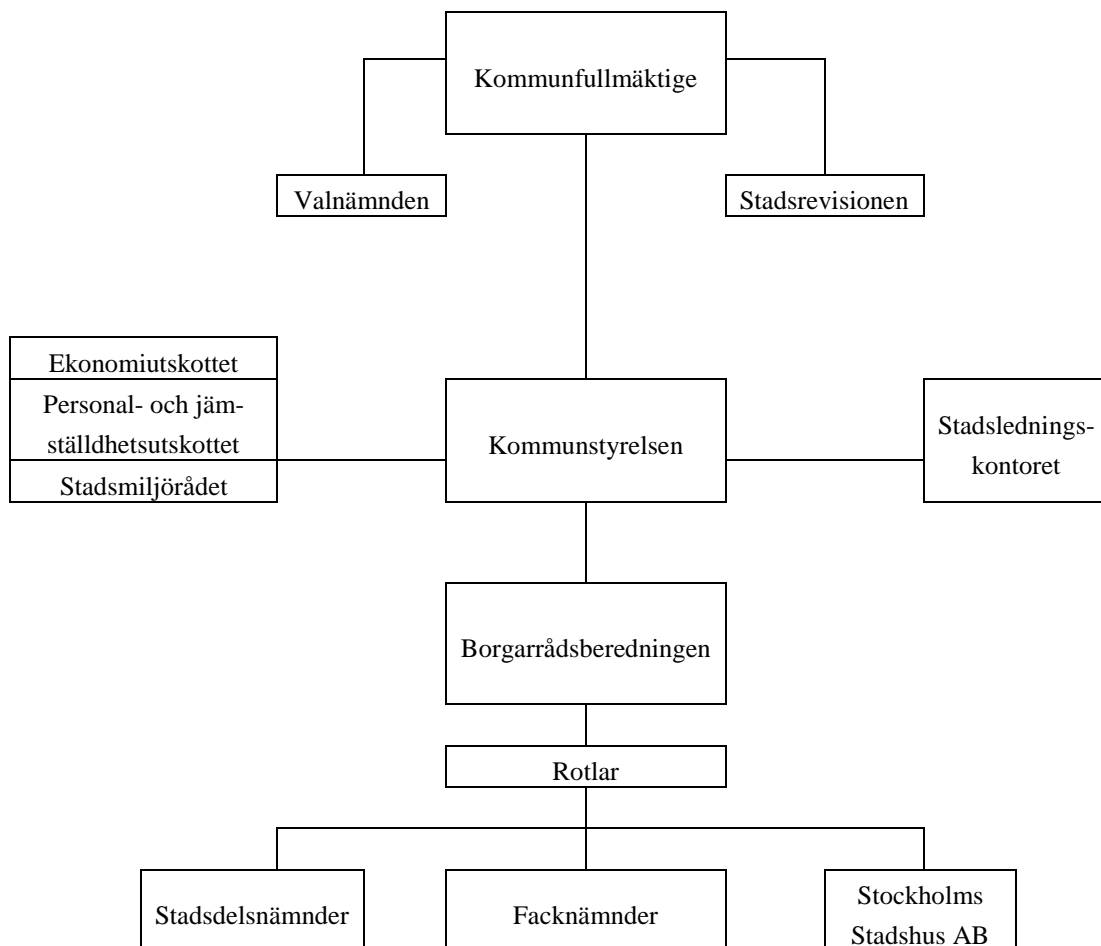 Kommunfullmäktige
Valnämnden
Stadsrevisionen
Ekonomiutskottet
Personal- och jäm-
ställdhetsutskottet
Stadsmiljörådet
Kommunstyrelsen
Stadslednings-
kontoret
Borgarrådsberedningen
Rotlar
Stadsdelsnämnder
Facknämnder
Stockholms
Stadshus AB